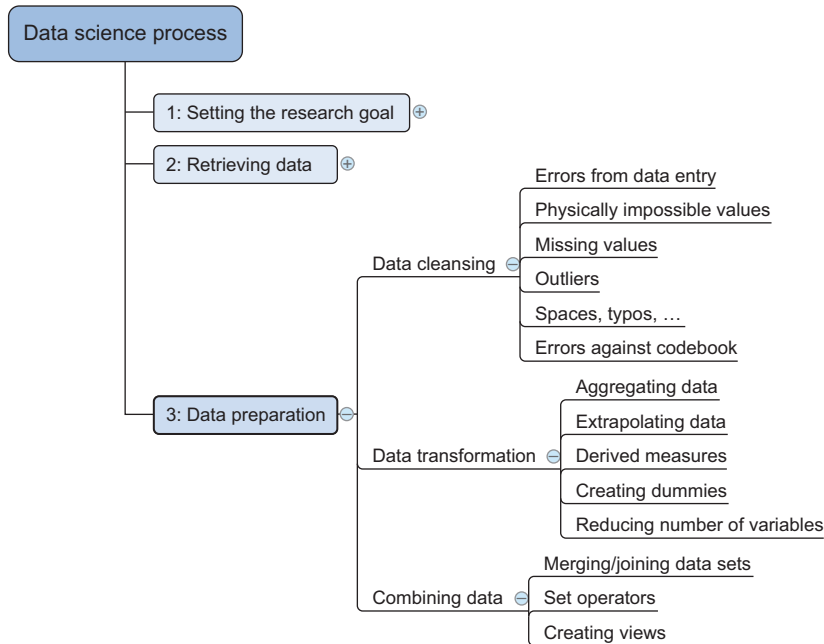 Data science process
1: Setting the research goal
2: Retrieving data
3: Data preparation
Data cleansing
Errors from data entry
Physically impossible values
Missing values
Outliers
Spaces, typos, …
Errors against codebook
Data transformation
Aggregating data
Extrapolating data
Derived measures
Creating dummies
Reducing number of variables
Combining data
Merging/joining data sets
Set operators
Creating views